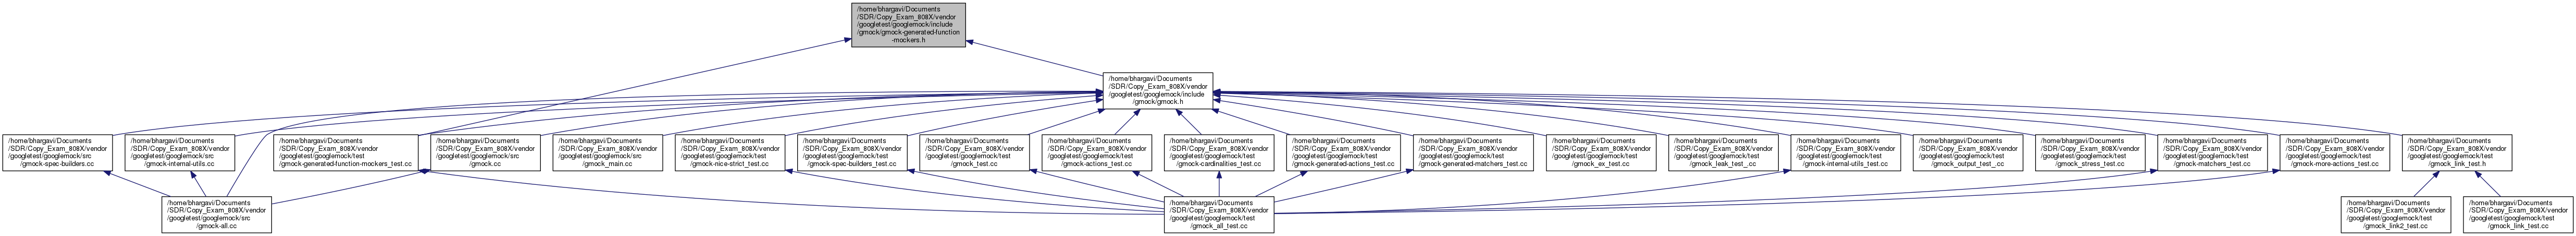 /home/bhargavi/Documents
/SDR/Copy_Exam_808X/vendor
/googletest/googlemock/include
/gmock/gmock-generated-function
-mockers.h
/home/bhargavi/Documents
/SDR/Copy_Exam_808X/vendor
/googletest/googlemock/include
/gmock/gmock.h
/home/bhargavi/Documents
/SDR/Copy_Exam_808X/vendor
/googletest/googlemock/src
/gmock-spec-builders.cc
/home/bhargavi/Documents
/SDR/Copy_Exam_808X/vendor
/googletest/googlemock/src
/gmock-internal-utils.cc
/home/bhargavi/Documents
/SDR/Copy_Exam_808X/vendor
/googletest/googlemock/test
/gmock-generated-function-mockers_test.cc
/home/bhargavi/Documents
/SDR/Copy_Exam_808X/vendor
/googletest/googlemock/src
/gmock.cc
/home/bhargavi/Documents
/SDR/Copy_Exam_808X/vendor
/googletest/googlemock/src
/gmock_main.cc
/home/bhargavi/Documents
/SDR/Copy_Exam_808X/vendor
/googletest/googlemock/test
/gmock-nice-strict_test.cc
/home/bhargavi/Documents
/SDR/Copy_Exam_808X/vendor
/googletest/googlemock/test
/gmock-spec-builders_test.cc
/home/bhargavi/Documents
/SDR/Copy_Exam_808X/vendor
/googletest/googlemock/test
/gmock_test.cc
/home/bhargavi/Documents
/SDR/Copy_Exam_808X/vendor
/googletest/googlemock/test
/gmock-actions_test.cc
/home/bhargavi/Documents
/SDR/Copy_Exam_808X/vendor
/googletest/googlemock/test
/gmock-cardinalities_test.cc
/home/bhargavi/Documents
/SDR/Copy_Exam_808X/vendor
/googletest/googlemock/test
/gmock-generated-actions_test.cc
/home/bhargavi/Documents
/SDR/Copy_Exam_808X/vendor
/googletest/googlemock/test
/gmock-generated-matchers_test.cc
/home/bhargavi/Documents
/SDR/Copy_Exam_808X/vendor
/googletest/googlemock/test
/gmock_ex_test.cc
/home/bhargavi/Documents
/SDR/Copy_Exam_808X/vendor
/googletest/googlemock/test
/gmock_leak_test_.cc
/home/bhargavi/Documents
/SDR/Copy_Exam_808X/vendor
/googletest/googlemock/test
/gmock-internal-utils_test.cc
/home/bhargavi/Documents
/SDR/Copy_Exam_808X/vendor
/googletest/googlemock/test
/gmock_output_test_.cc
/home/bhargavi/Documents
/SDR/Copy_Exam_808X/vendor
/googletest/googlemock/test
/gmock_stress_test.cc
/home/bhargavi/Documents
/SDR/Copy_Exam_808X/vendor
/googletest/googlemock/test
/gmock-matchers_test.cc
/home/bhargavi/Documents
/SDR/Copy_Exam_808X/vendor
/googletest/googlemock/test
/gmock-more-actions_test.cc
/home/bhargavi/Documents
/SDR/Copy_Exam_808X/vendor
/googletest/googlemock/test
/gmock_link_test.h
/home/bhargavi/Documents
/SDR/Copy_Exam_808X/vendor
/googletest/googlemock/src
/gmock-all.cc
/home/bhargavi/Documents
/SDR/Copy_Exam_808X/vendor
/googletest/googlemock/test
/gmock_all_test.cc
/home/bhargavi/Documents
/SDR/Copy_Exam_808X/vendor
/googletest/googlemock/test
/gmock_link2_test.cc
/home/bhargavi/Documents
/SDR/Copy_Exam_808X/vendor
/googletest/googlemock/test
/gmock_link_test.cc